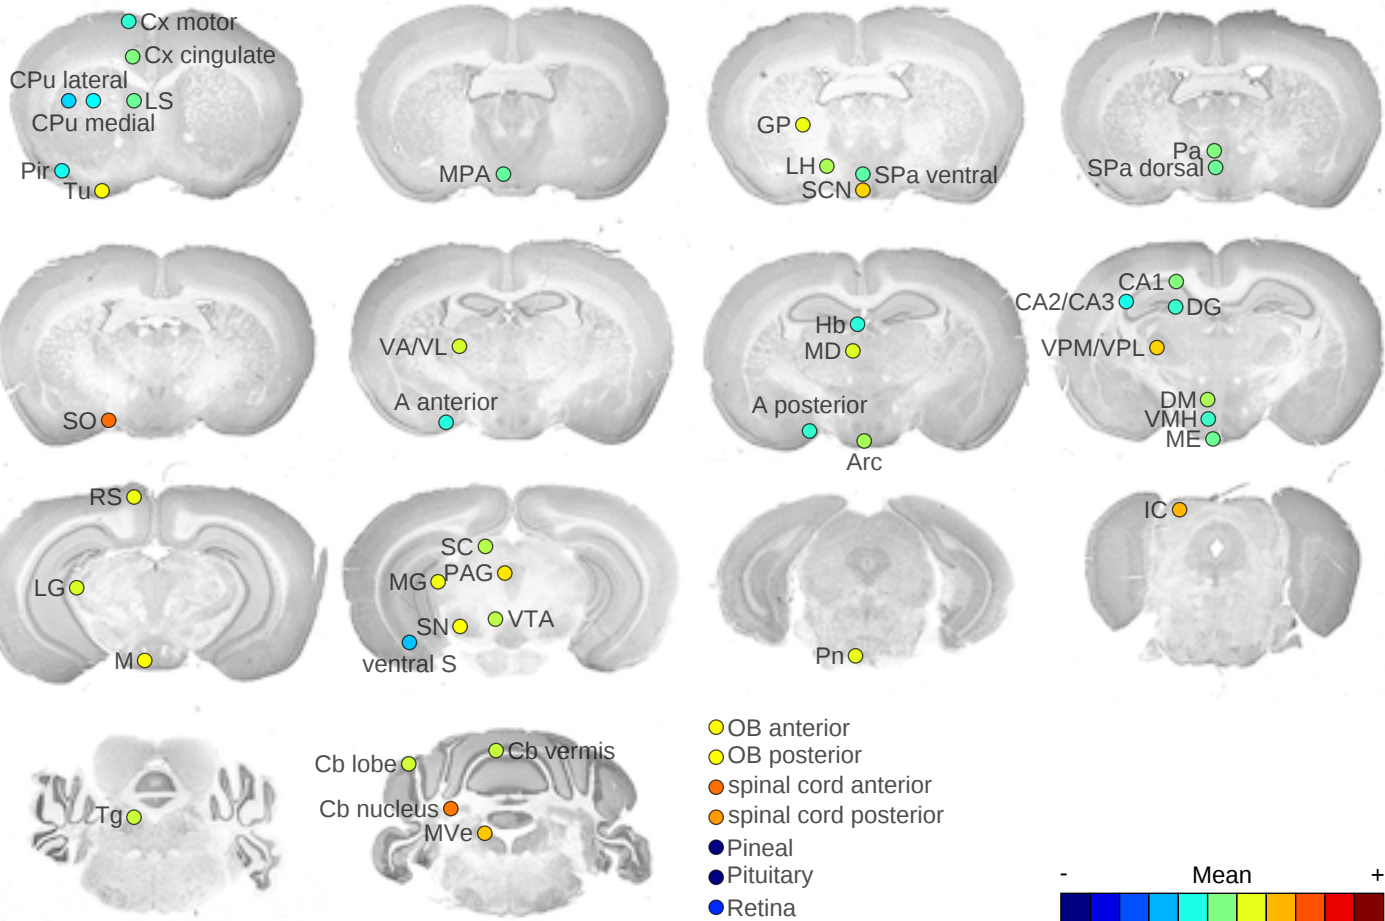 Cx motor
Cx cingulate
CPu lateral
LS
CPu medial
Pir
Tu
MPA
GP
LH
SPa ventral
SCN
Pa
SPa dorsal
SO
VA/VL
A anterior
Hb
MD
A posterior
Arc
CA1
CA2/CA3
DG
VPM/VPL
DM
VMH
ME
RS
LG
M
SC
MG
PAG
SN
VTA
ventral S
Pn
IC
Tg
Cb lobe
Cb vermis
Cb nucleus
MVe
OB anterior
OB posterior
spinal cord anterior
spinal cord posterior
Pineal
Pituitary
Retina
- Mean +